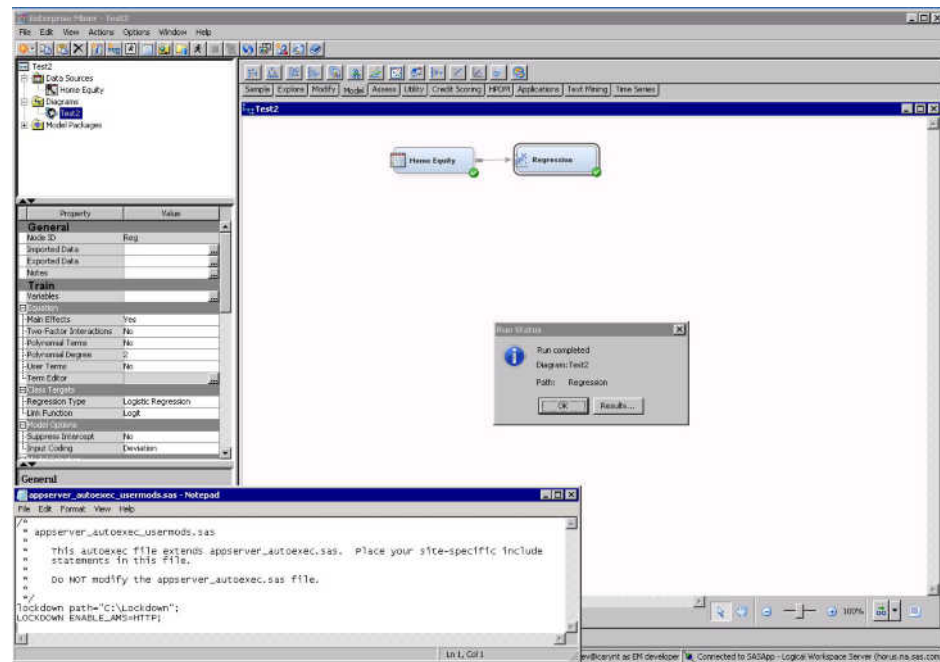 Enterprise Miner - Test2
File Edit View Actions Options Window Help
Test2
Data Sources
Home Equity
Diagrams
Test2
Model Packages
Sample Explore Modify Model Assess Utility Credit Scoring HPDM Applications Text Mining Time Series
Test2
Home Equity
Regression
Property Value
General
Node ID Reg
Imported Data
Exported Data
Notes
Train
Variables
Equation
Main Effects Yes
Two-Factor Interactions No
Polynomial Terms No
Polynomial Degree 2
User Terms No
Term Editor
Class Targets
Regression Type Logistic Regression
Link Function Logit
Model Options
Suppress Intercept No
Input Coding Deviation
General
Run Status
Run completed
Diagram: Test2
Path: Regression
OK Results...
appserver_autoexec_usermods.sas - Notepad
File Edit Format View Help
/*
* appserver_autoexec_usermods.sas
*
* This autoexec file extends appserver_autoexec.sas. Place your site-specific include
* statements in this file.
*
* Do NOT modify the appserver_autoexec.sas file.
*
*/
lockdown path="C:\Lockdown";
LOCKDOWN ENABLE_AMS=HTTP;
Ln 1, Col 1
100%
as EM developer
Connected to SASApp - Logical Workspace Server (horus.na.sas.com